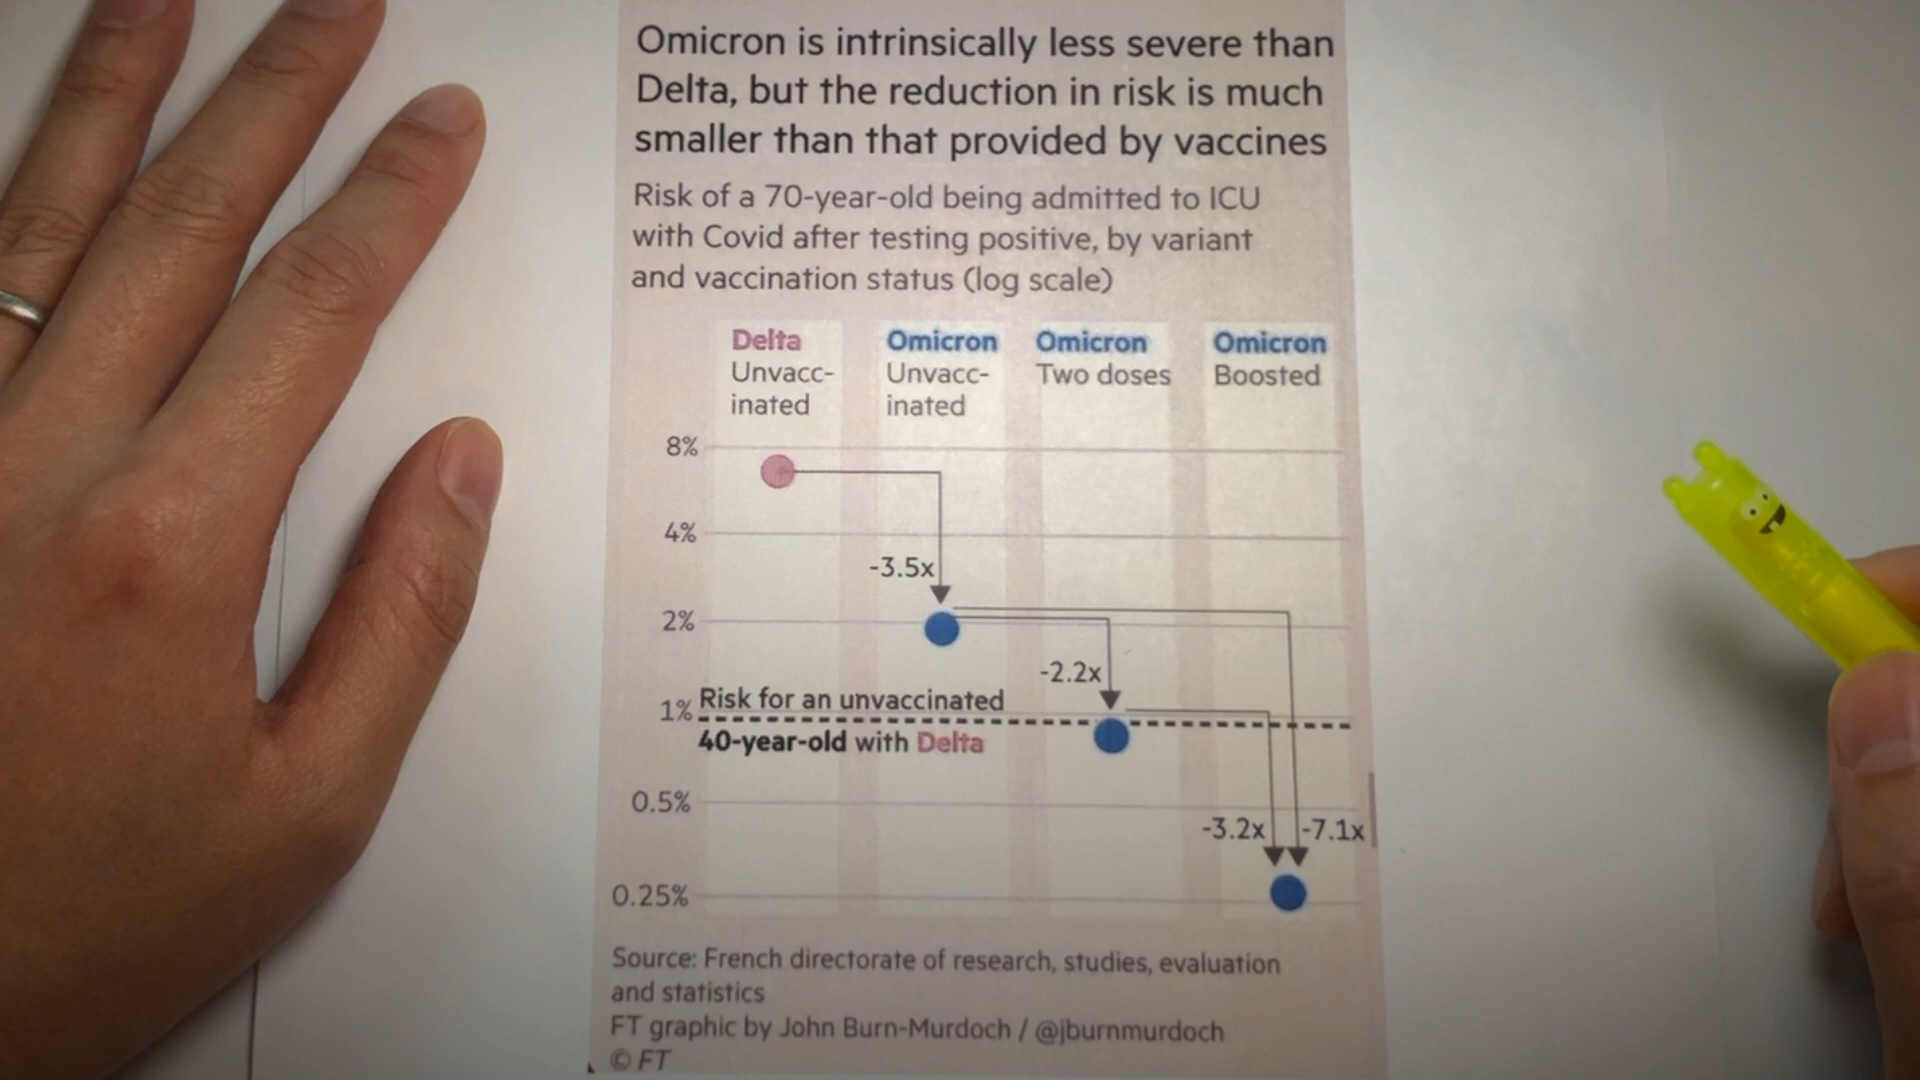 Omicron is intrinsically less severe than
Delta, but the reduction in risk is much
smaller than that provided by vaccines
Risk of a 70-year-old being admitted to ICU
with Covid after testing positive, by variant
and vaccination status (log scale)
Delta
Unvacc-
inated
Omicron
Unvacc-
inated
Omicron
Two doses
Omicron
Boosted
8%
4%
-3.5x
2%
-2.2x
1%
Risk for an unvaccinated
40-year-old with Delta
0.5%
-3.2x
-7.1x
0.25%
Source: French directorate of research, studies, evaluation
and statistics
FT graphic by John Burn-Murdoch / @jburnmurdoch
© FT